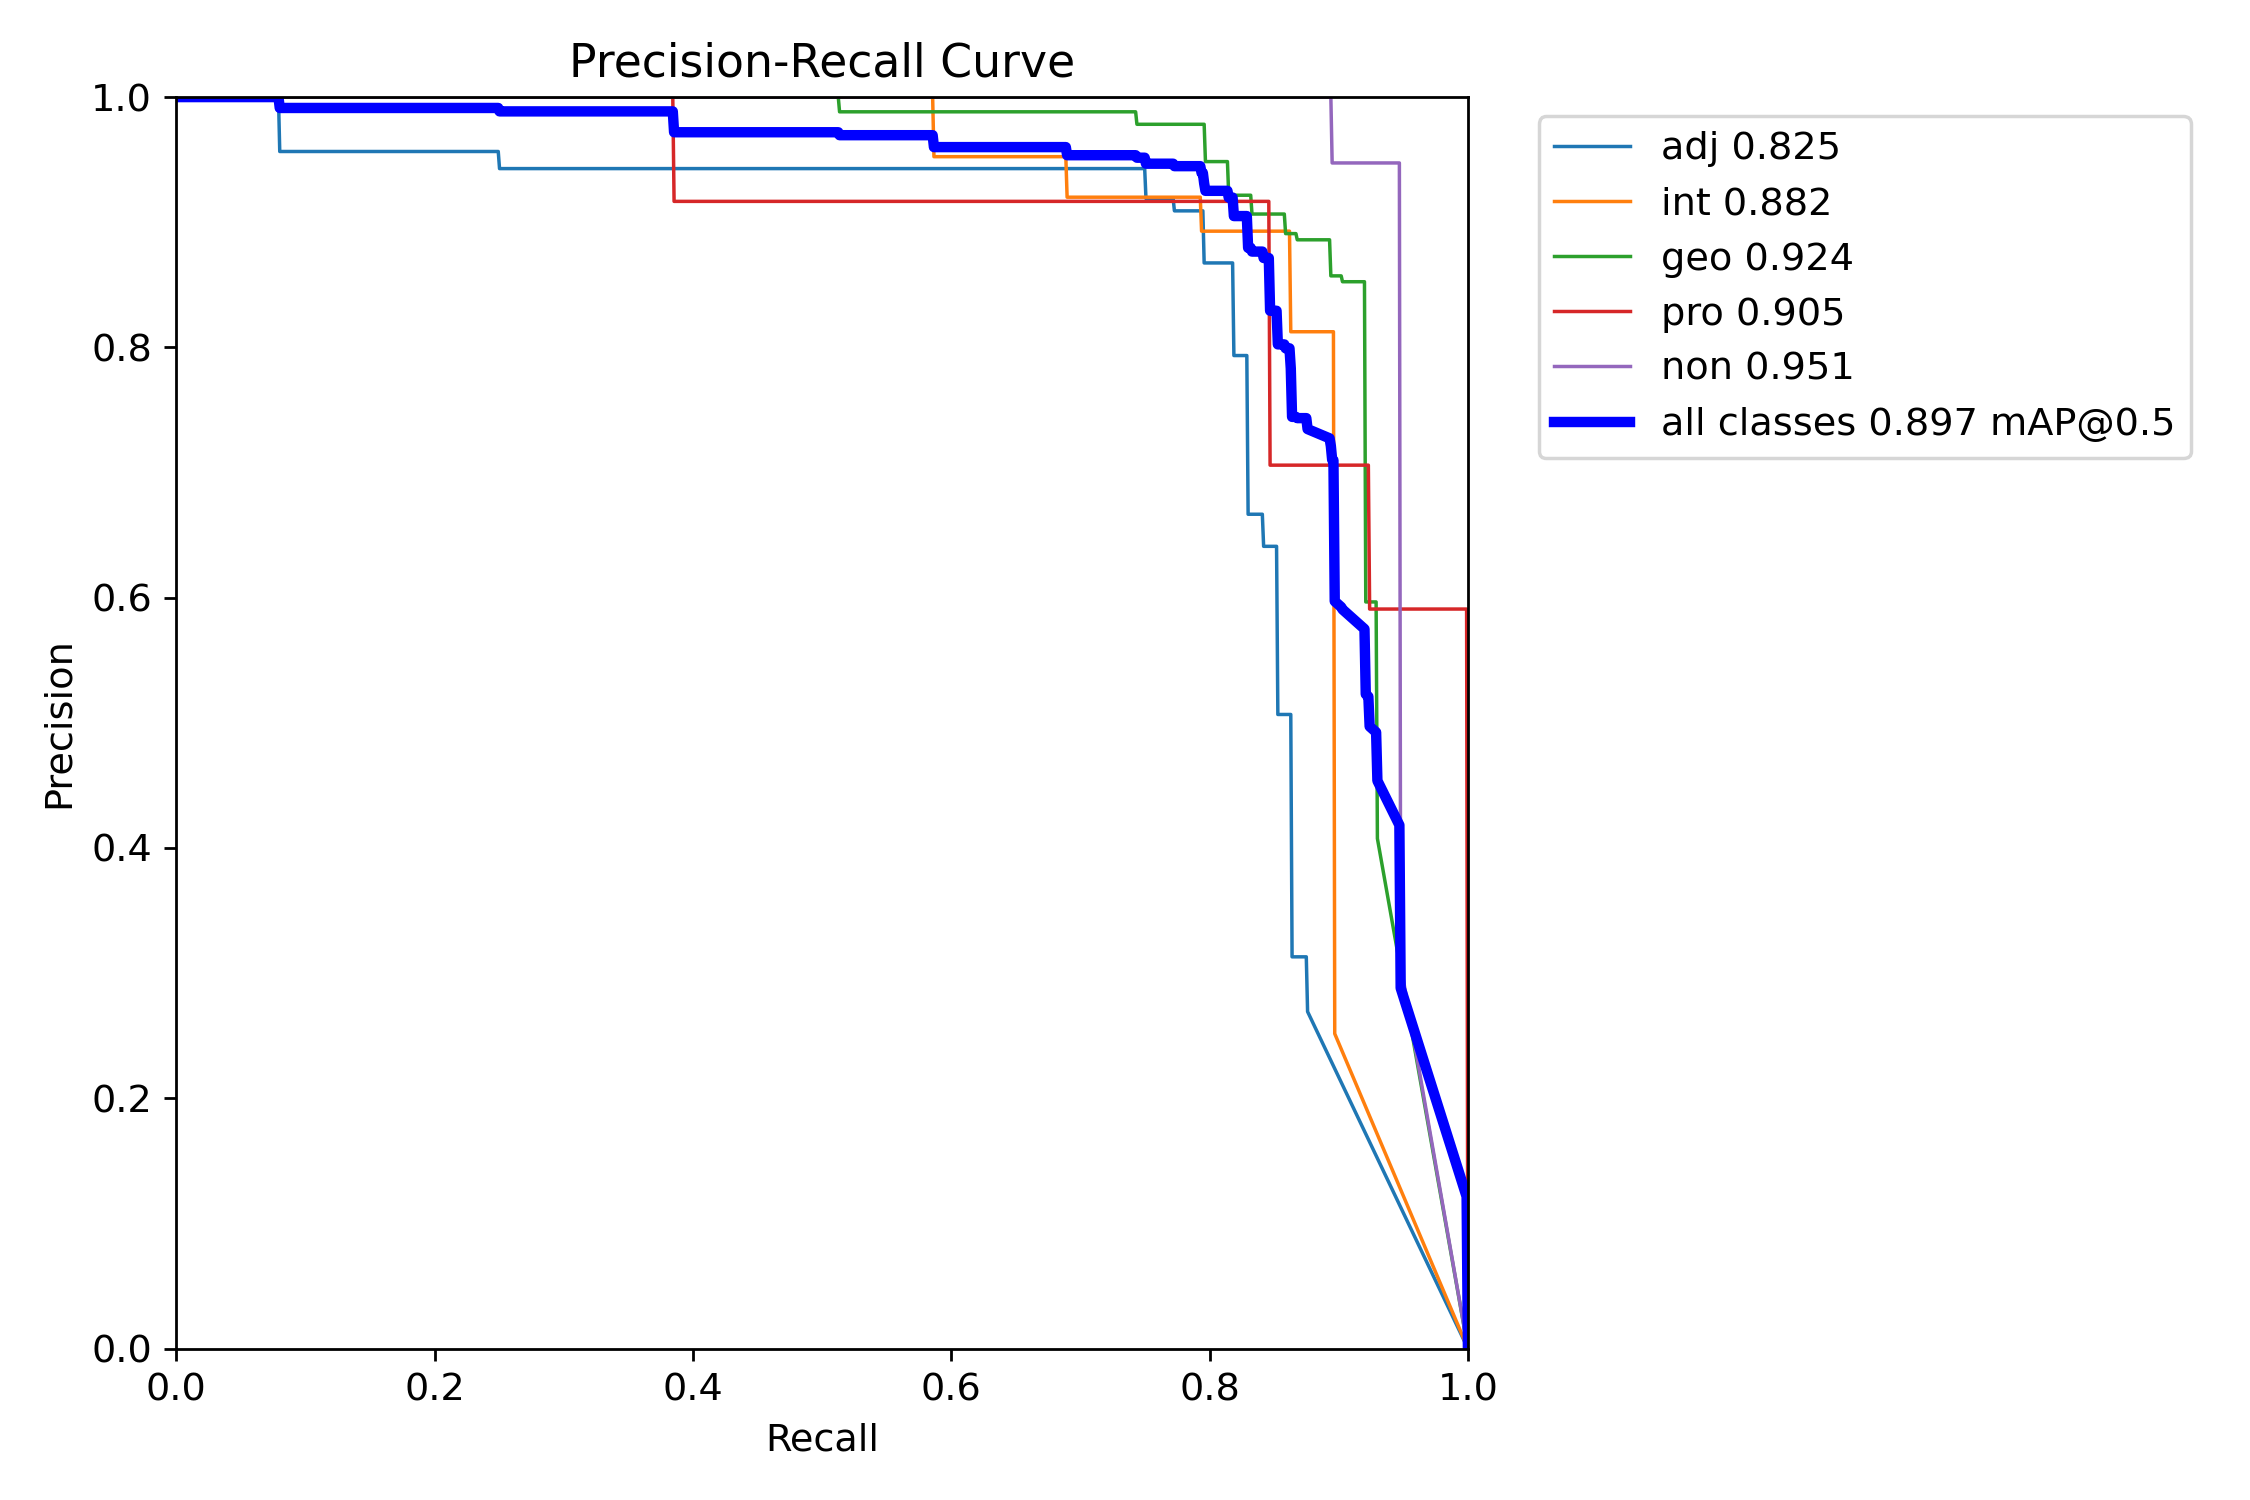 Precision-Recall Curve
1.0
0.8
0.6
0.4
0.2
0.0
Precision
0.0 0.2 0.4 0.6 0.8 1.0
Recall
adj 0.825
int 0.882
geo 0.924
pro 0.905
non 0.951
all classes 0.897 mAP@0.5